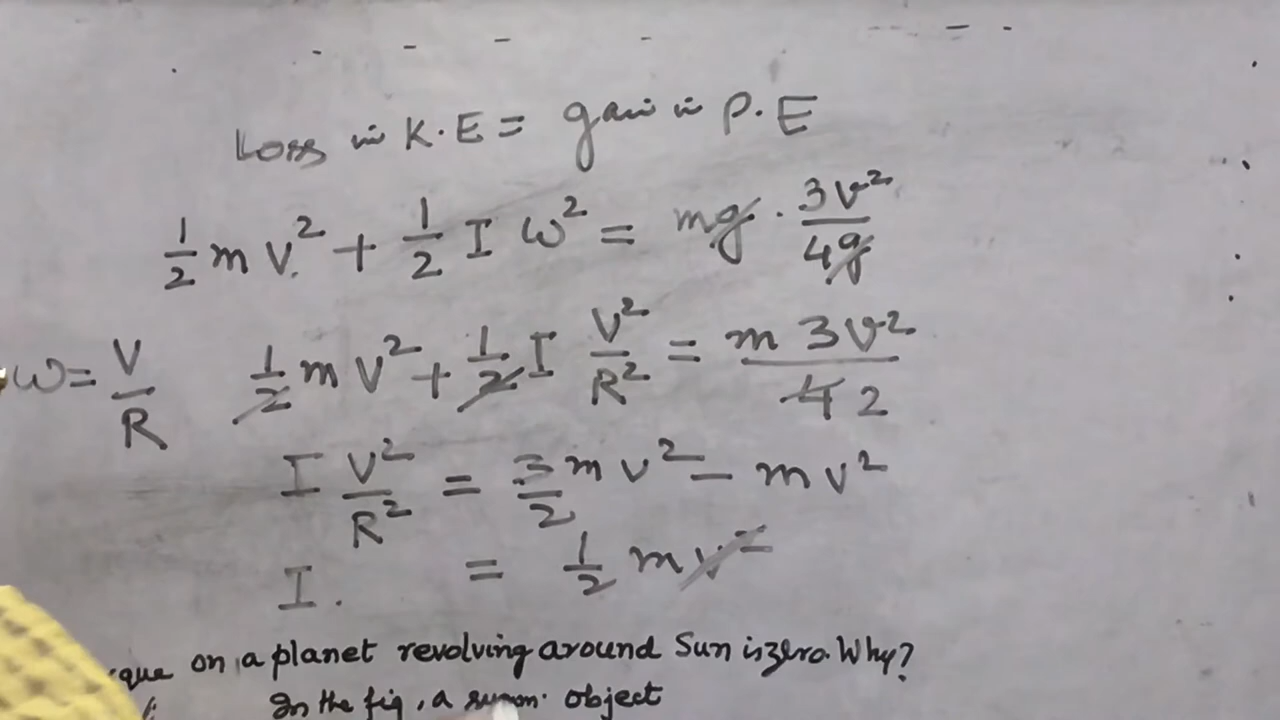 Loss in K.E = gain in P.E
1/2 m v² + 1/2 I ω² = mg · 3v²/4g
ω = V/R 1/2 m v² + 1/2 I V²/R² = m 3v²/4 2
I V²/R² = 3/2 m v² - m v²
I. = 1/2 m v²
que on a planet revolving around Sun is zero. Why?
In the fig, a object